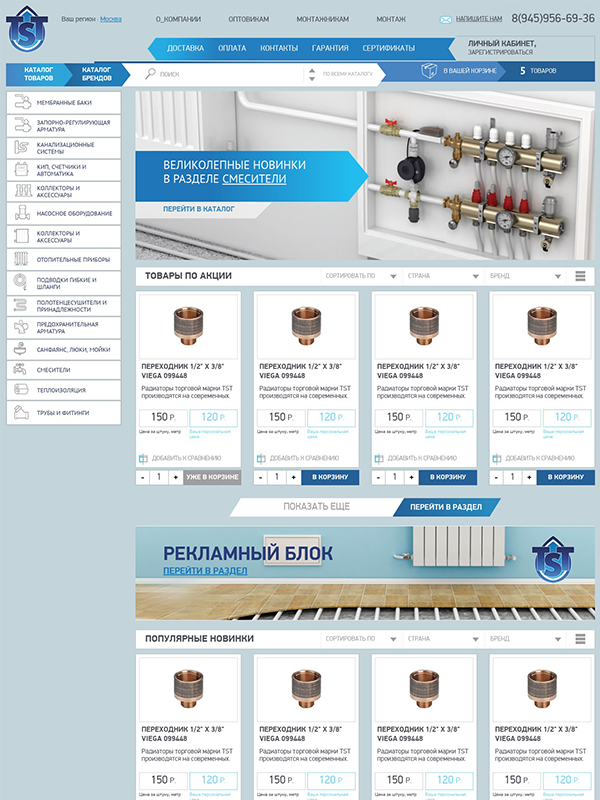 TST
Ваш регион : Москва
О_КОМПАНИИ
ОПТОВИКАМ
МОНТАЖНИКАМ
МОНТАЖ
НАПИШИТЕ НАМ
8(945)956-69-36
ДОСТАВКА
ОПЛАТА
КОНТАКТЫ
ГАРАНТИЯ
СЕРТИФИКАТЫ
ЛИЧНЫЙ КАБИНЕТ,
ЗАРЕГИСТРИРОВАТЬСЯ
КАТАЛОГ
ТОВАРОВ
КАТАЛОГ
БРЕНДОВ
ПОИСК
ПО ВСЕМУ КАТАЛОГУ
В ВАШЕЙ КОРЗИНЕ
5 ТОВАРОВ
МЕМБРАННЫЕ БАКИ
ЗАПОРНО-РЕГУЛИРУЮЩАЯ
АРМАТУРА
КАНАЛИЗАЦИОННЫЕ
СИСТЕМЫ
КИП, СЧЕТЧИКИ И
АВТОМАТИКА
КОЛЛЕКТОРЫ И
АКСЕССУАРЫ
НАСОСНОЕ ОБОРУДОВАНИЕ
КОЛЛЕКТОРЫ И
АКСЕССУАРЫ
ОТОПИТЕЛЬНЫЕ ПРИБОРЫ
ПОДВОДКИ ГИБКИЕ И
ШЛАНГИ
ПОЛОТЕНЦЕСУШИТЕЛИ И
ПРИНАДЛЕЖНОСТИ
ПРЕДОХРАНИТЕЛЬНАЯ
АРМАТУРА
САНФАЯНС, ЛЮКИ, МОЙКИ
СМЕСИТЕЛИ
ТЕПЛОИЗОЛЯЦИЯ
ТРУБЫ И ФИТИНГИ
ВЕЛИКОЛЕПНЫЕ НОВИНКИ
В РАЗДЕЛЕ СМЕСИТЕЛИ
ПЕРЕЙТИ В КАТАЛОГ
ТОВАРЫ ПО АКЦИИ
СОРТИРОВАТЬ ПО
СТРАНА
БРЕНД
ПЕРЕХОДНИК 1/2" X 3/8"
VIEGA 099448
Радиаторы торговой марки TST
производятся на современных.
150 Р.
120 Р.
Цена за штуку, метр
Ваша персональная
цена
ДОБАВИТЬ К СРАВНЕНИЮ
- 1 +
УЖЕ В КОРЗИНЕ
ПЕРЕХОДНИК 1/2" X 3/8"
VIEGA 099448
Радиаторы торговой марки TST
производятся на современных.
150 Р.
120 Р.
Цена за штуку, метр
Ваша персональная
цена
ДОБАВИТЬ К СРАВНЕНИЮ
- 1 +
В КОРЗИНУ
ПЕРЕХОДНИК 1/2" X 3/8"
VIEGA 099448
Радиаторы торговой марки TST
производятся на современных.
150 Р.
120 Р.
Цена за штуку, метр
Ваша персональная
цена
ДОБАВИТЬ К СРАВНЕНИЮ
- 1 +
В КОРЗИНУ
ПЕРЕХОДНИК 1/2" X 3/8"
VIEGA 099448
Радиаторы торговой марки TST
производятся на современных.
150 Р.
120 Р.
Цена за штуку, метр
Ваша персональная
цена
ДОБАВИТЬ К СРАВНЕНИЮ
- 1 +
В КОРЗИНУ
ПОКАЗАТЬ ЕЩЕ
ПЕРЕЙТИ В РАЗДЕЛ
РЕКЛАМНЫЙ БЛОК
ПЕРЕЙТИ В РАЗДЕЛ
TST
ПОПУЛЯРНЫЕ НОВИНКИ
СОРТИРОВАТЬ ПО
СТРАНА
БРЕНД
ПЕРЕХОДНИК 1/2" X 3/8"
VIEGA 099448
Радиаторы торговой марки TST
производятся на современных.
150 Р.
120 Р.
Цена за штуку, метр
Ваша персональная
ПЕРЕХОДНИК 1/2" X 3/8"
VIEGA 099448
Радиаторы торговой марки TST
производятся на современных.
150 Р.
120 Р.
Цена за штуку, метр
Ваша персональная
ПЕРЕХОДНИК 1/2" X 3/8"
VIEGA 099448
Радиаторы торговой марки TST
производятся на современных.
150 Р.
120 Р.
Цена за штуку, метр
Ваша персональная
ПЕРЕХОДНИК 1/2" X 3/8"
VIEGA 099448
Радиаторы торговой марки TST
производятся на современных.
150 Р.
120 Р.
Цена за штуку, метр
Ваша персональная